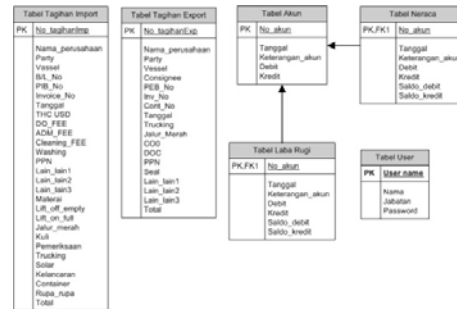 Tabel Tagihan Import
PK No_tagihanImp
Nama_perusahaan
Party
Vassel
B/L_No
PIB_No
Invoice_No
Tanggal
THC USD
DO_FEE
ADM_FEE
Cleaning_FEE
Washing
PPN
Lain_lain1
Lain_lain2
Lain_lain3
Materai
Lift_off_empty
Lift_on_full
Jalur_merah
Kuli
Pemeriksaan
Trucking
Solar
Kelancaran
Container
Rupa_rupa
Total
Tabel Tagihan Export
PK No_tagihanExp
Nama_perusahaan
Party
Vessel
Consignee
PEB_No
Inv_No
Cont_No
Tanggal
Trucking
Jalur_Merah
COO
DOC
PPN
Seal
Lain_lain1
Lain_lain2
Lain_lain3
Total
Tabel Akun
PK No_akun
Tanggal
Keterangan_akun
Debit
Kredit
Tabel Neraca
PK,FK1 No_akun
Tanggal
Keterangan_akun
Debit
Kredit
Saldo_debit
Saldo_kredit
Tabel Laba Rugi
PK,FK1 No_akun
Tanggal
Keterangan_akun
Debit
Kredit
Saldo_debit
Saldo_kredit
Tabel User
PK User name
Nama
Jabatan
Password